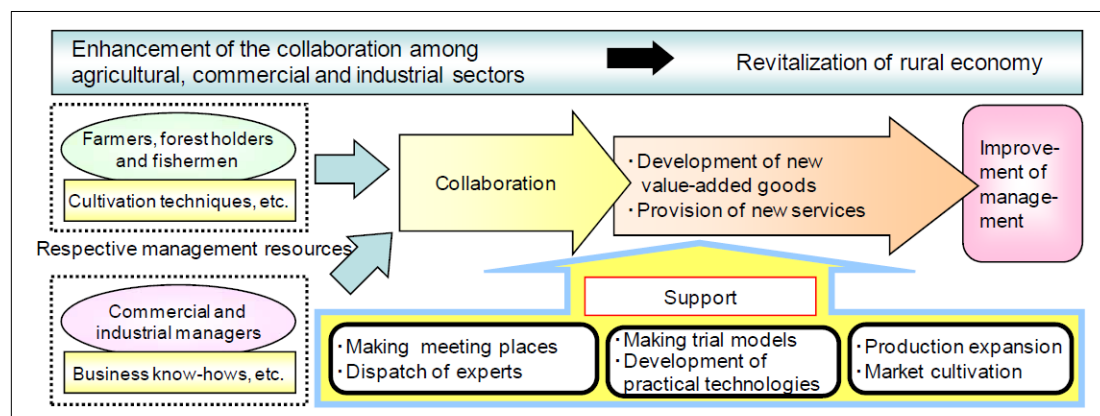 Enhancement of the collaboration among
agricultural, commercial and industrial sectors
Revitalization of rural economy
Farmers, forest holders
and fishermen
Cultivation techniques, etc.
Respective management resources
Commercial and
industrial managers
Business know-hows, etc.
Collaboration
・Development of new
value-added goods
・Provision of new services
Improve-
ment of
manage-
ment
Support
・Making meeting places
・Dispatch of experts
・Making trial models
・Development of
practical technologies
・Production expansion
・Market cultivation